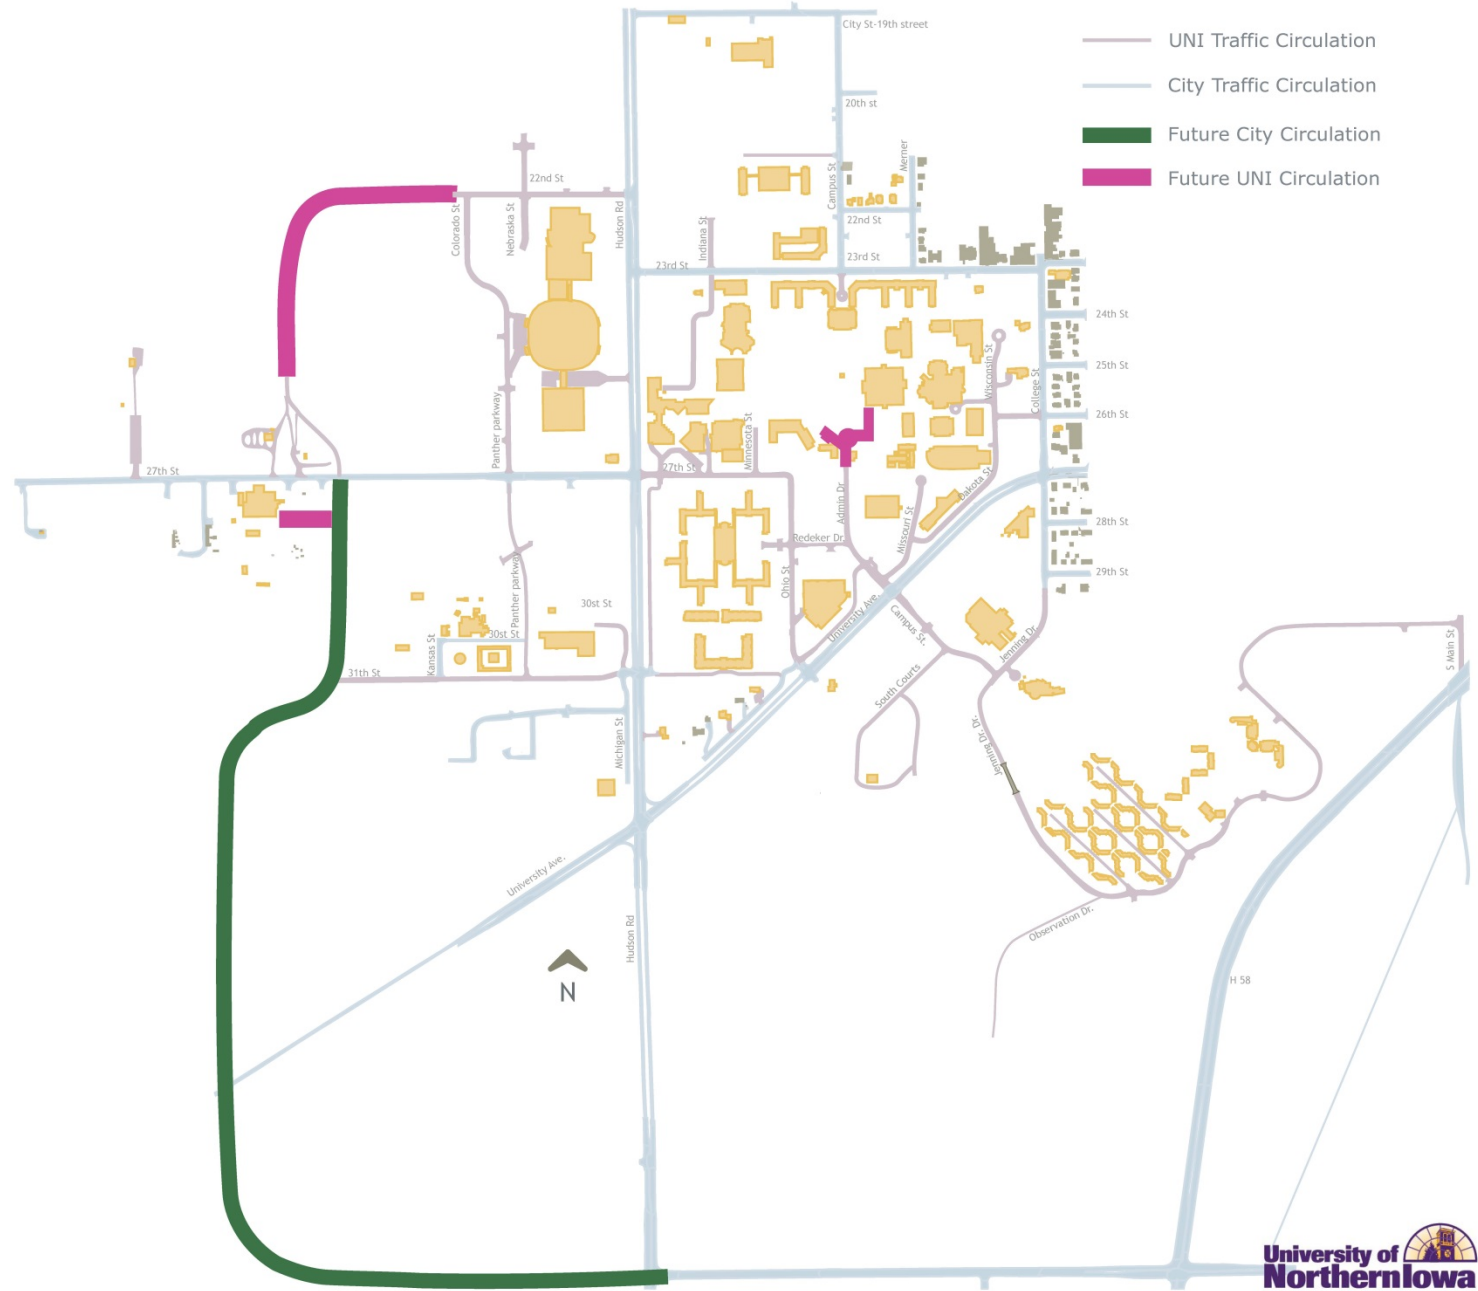 City St-19th street
UNI Traffic Circulation
City Traffic Circulation
20th st
Future City Circulation
Merner
Future UNI Circulation
22nd St
Campus St
Colorado St
Nebraska St
Hudson Rd
22nd St
Indiana St
23rd St
23rd St
24th St
Wisconsin St
25th St
College St
26th St
Panther parkway
Minnesota St
27th St
27th St
Dakota St
Admin Dr
Missouri St
28th St
Redeker Dr.
29th St
Panther parkway
Ohio St
30st St
University Ave.
Campus St.
30st St
Kansas St
Jenning Dr.
S Main St
31th St
South Courts
Michigan St
Jenning Dr. Dr.
University Ave.
Hudson Rd
Observation Dr.
H 58
N
University of
Northern Iowa